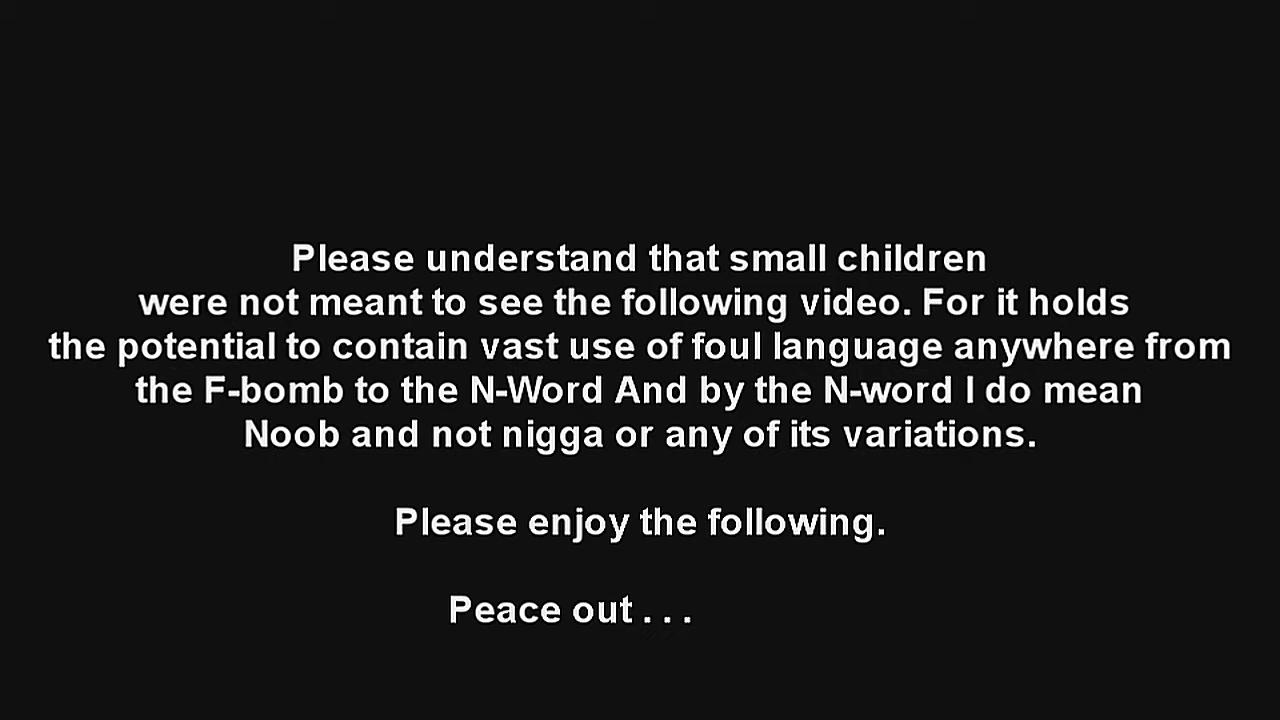 Please understand that small children
were not meant to see the following video. For it holds
the potential to contain vast use of foul language anywhere from
the F-bomb to the N-Word And by the N-word I do mean
Noob and not nigga or any of its variations.
Please enjoy the following.
Peace out . . .